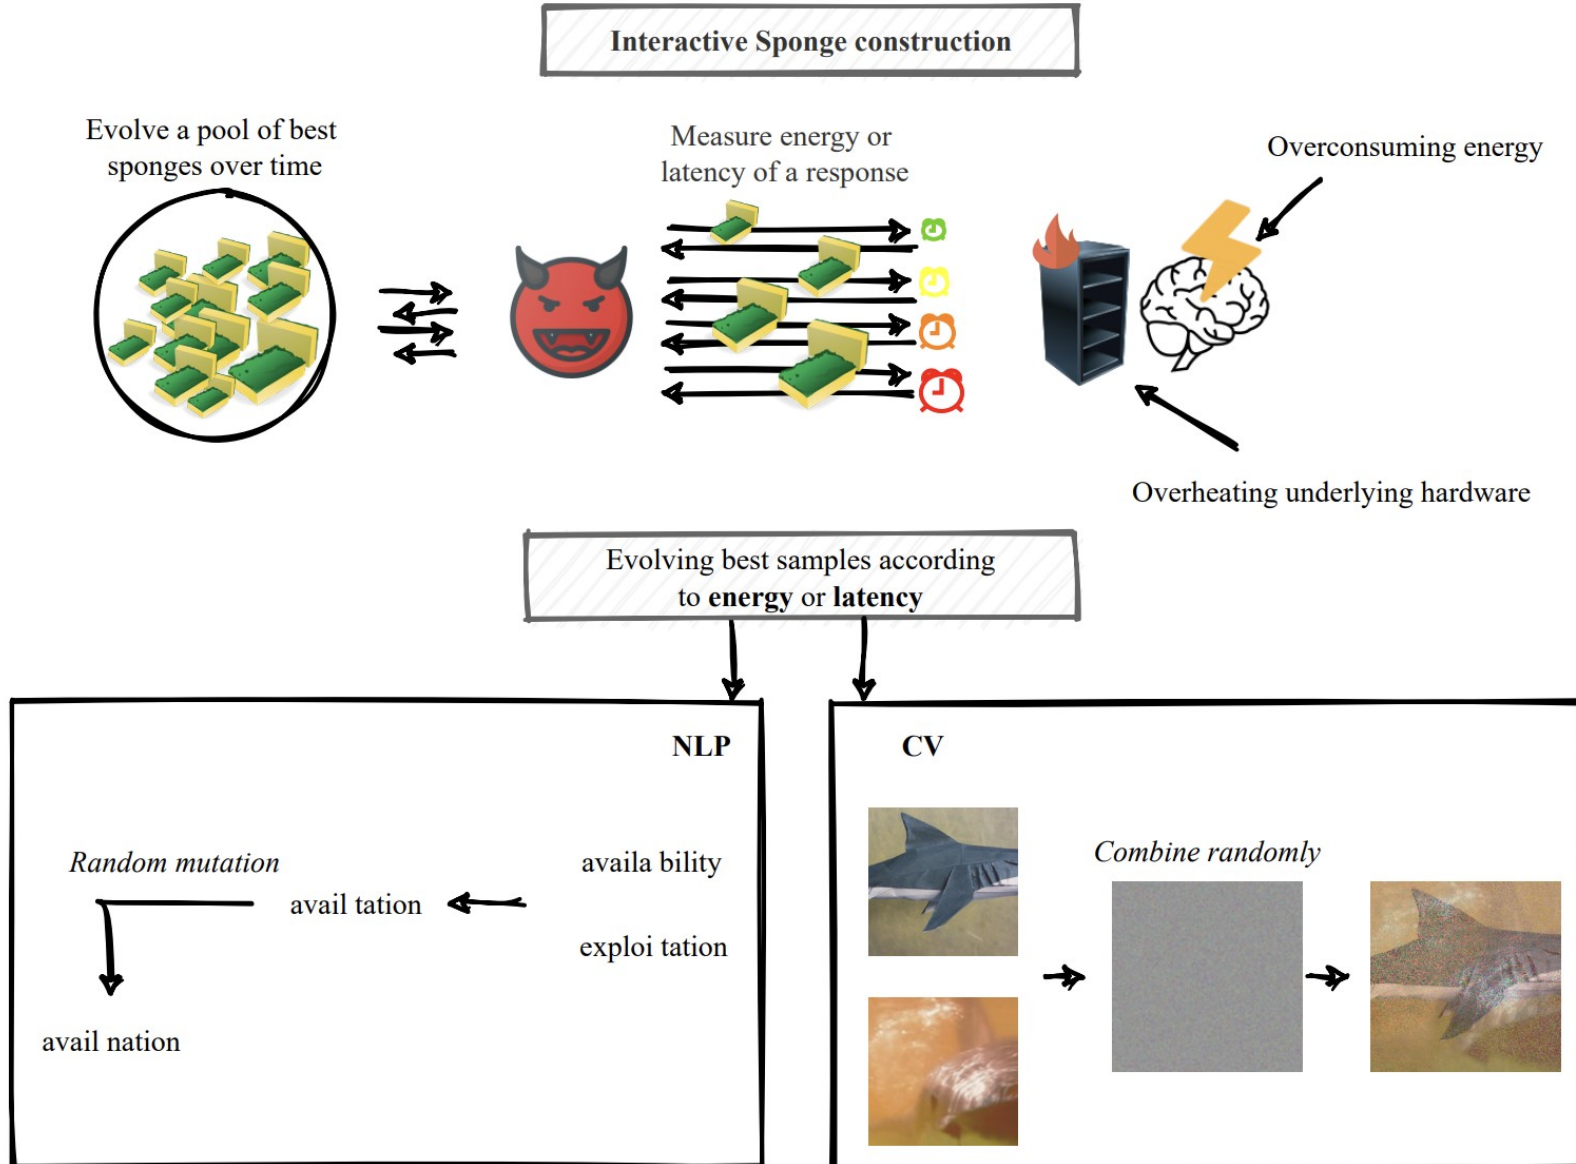 Interactive Sponge construction
Evolve a pool of best
sponges over time
Measure energy or
latency of a response
Overconsuming energy
Overheating underlying hardware
Evolving best samples according
to energy or latency
NLP
Random mutation
availa bility
avail tation
exploi tation
avail nation
CV
Combine randomly